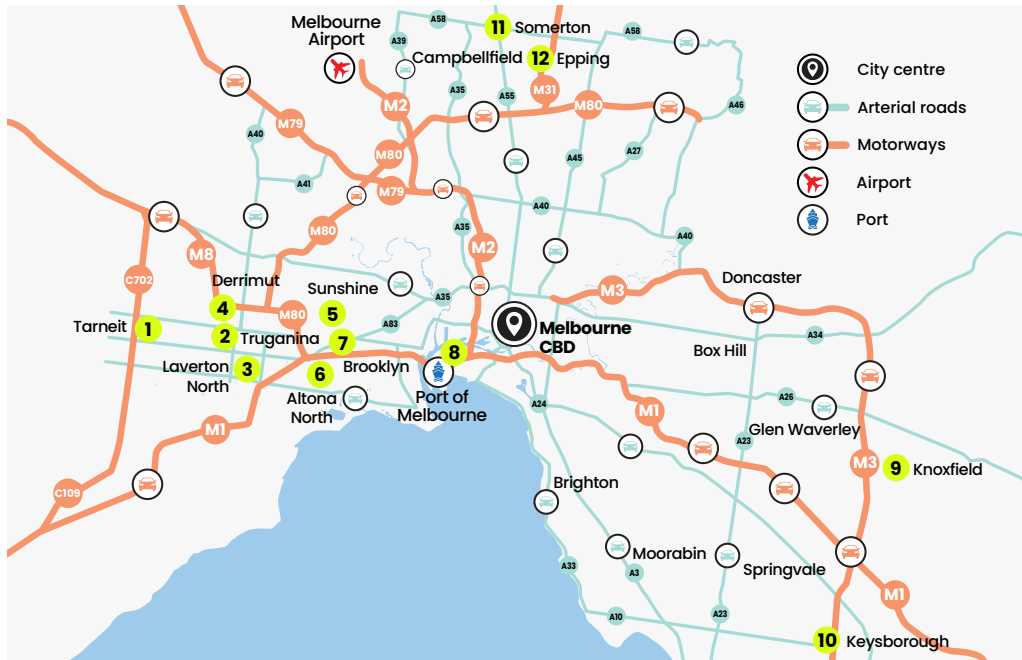 Melbourne
Airport
A58
11 Somerton
A58
A39
Campbellfield
12 Epping
City centre
A35
A55
M31
M2
M80
A46
Arterial roads
M79
A40
Motorways
M80
A45
A27
A41
M79
Airport
A40
M80
A35
A40
Port
M2
M8
C702
Derrimut
Sunshine
A35
M3
Doncaster
4
M80
5
A83
Tarneit 1
2 Truganina
7
8
Melbourne
CBD
A34
Box Hill
Laverton
North
3
6
Brooklyn
Altona
North
Port of
Melbourne
A24
A26
M1
M1
Glen Waverley
A23
M3
9 Knoxfield
C109
Brighton
Moorabin
A33
A3
Springvale
M1
A10
A23
10 Keysborough